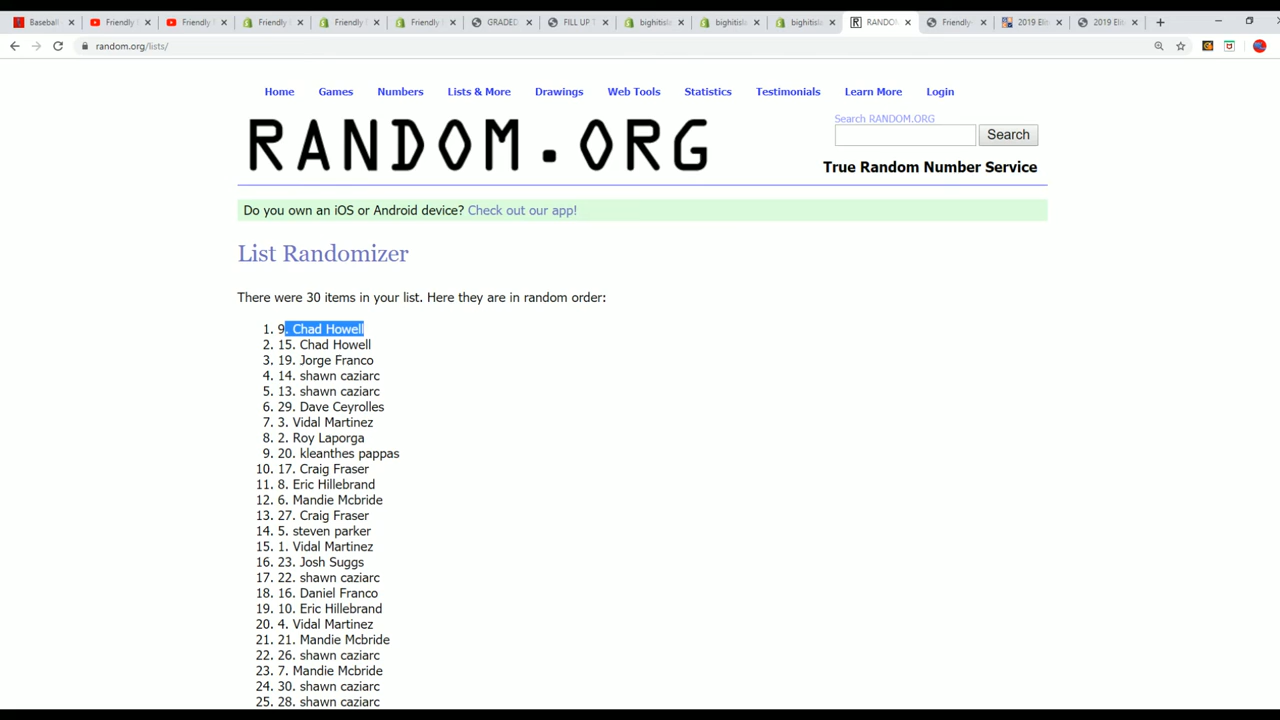 Baseball
Friendly
Friendly
Friendly
Friendly
Friendly
GRADED
FILL UP T
bighitisla
bighitisla
bighitisla
RANDO
Friendly
2019 Elit
2019 Elit
random.org/lists/
Home Games Numbers Lists & More Drawings Web Tools Statistics Testimonials Learn More Login
RANDOM.ORG
Search RANDOM.ORG
Search
True Random Number Service
Do you own an iOS or Android device? Check out our app!
List Randomizer
There were 30 items in your list. Here they are in random order:
1. 9. Chad Howell
2. 15. Chad Howell
3. 19. Jorge Franco
4. 14. shawn caziarc
5. 13. shawn caziarc
6. 29. Dave Ceyrolles
7. 3. Vidal Martinez
8. 2. Roy Laporga
9. 20. kleanthes pappas
10. 17. Craig Fraser
11. 8. Eric Hillebrand
12. 6. Mandie Mcbride
13. 27. Craig Fraser
14. 5. steven parker
15. 1. Vidal Martinez
16. 23. Josh Suggs
17. 22. shawn caziarc
18. 16. Daniel Franco
19. 10. Eric Hillebrand
20. 4. Vidal Martinez
21. 21. Mandie Mcbride
22. 26. shawn caziarc
23. 7. Mandie Mcbride
24. 30. shawn caziarc
25. 28. shawn caziarc